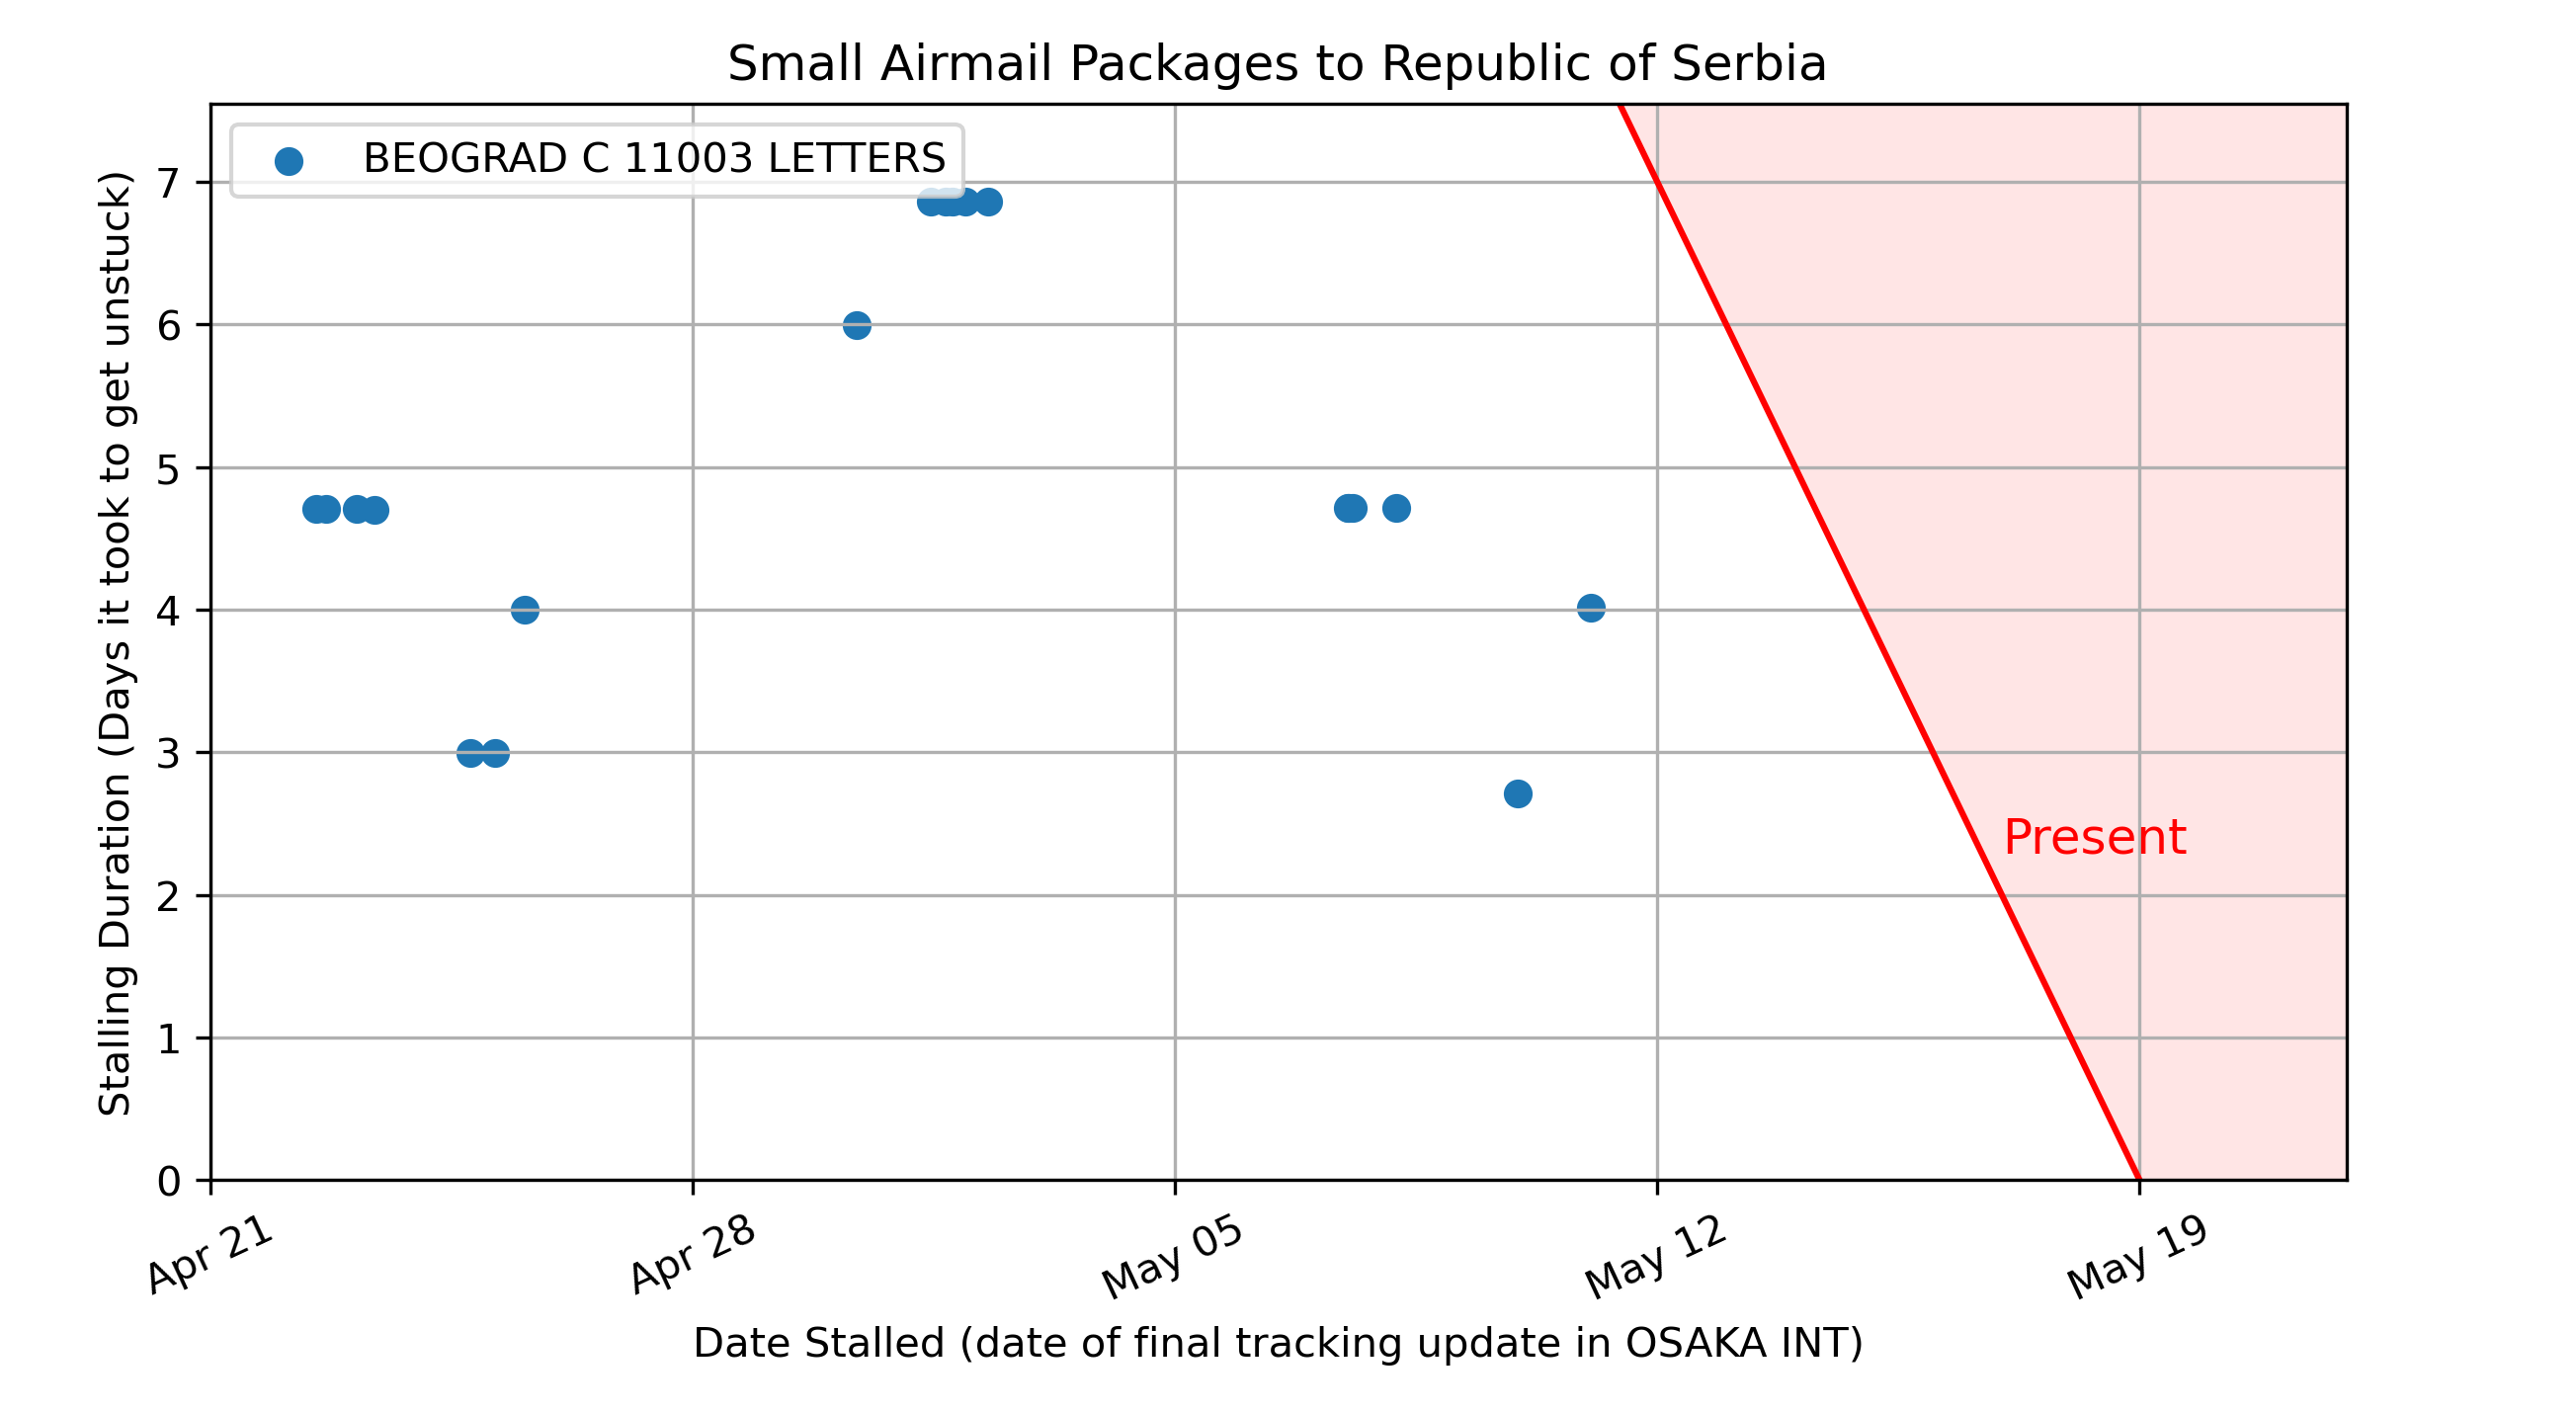 Small Airmail Packages to Republic of Serbia
BEOGRAD C 11003 LETTERS
Stalling Duration (Days it took to get unstuck)
7
6
5
4
3
2
1
0
Present
Apr 21
Apr 28
May 05
May 12
May 19
Date Stalled (date of final tracking update in OSAKA INT)